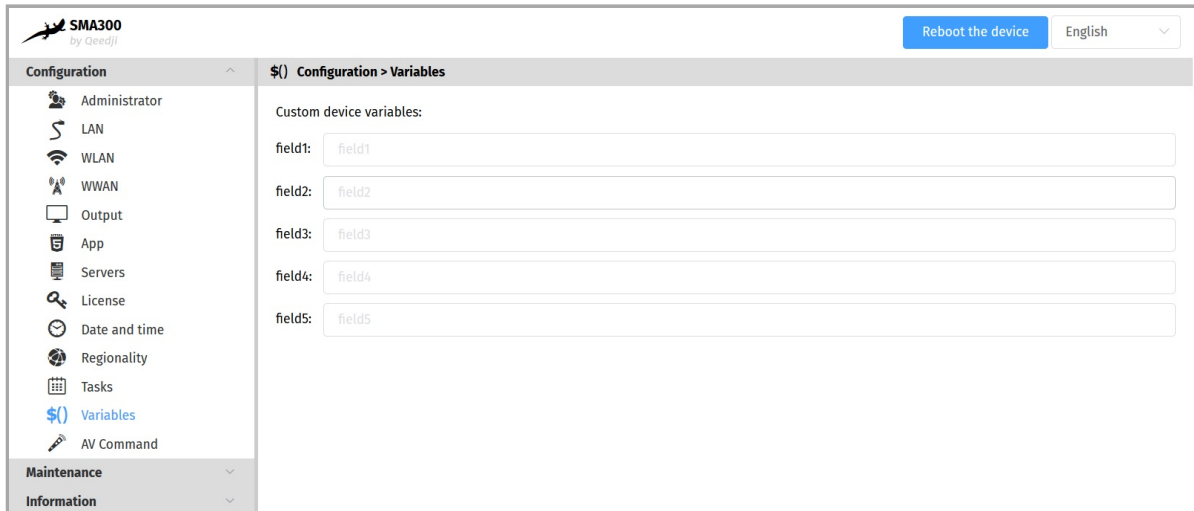 SMA300
by Qeedji
Reboot the device
English
Configuration
Administrator
LAN
WLAN
WWAN
Output
App
Servers
License
Date and time
Regionality
Tasks
$() Variables
AV Command
Maintenance
Information
$() Configuration > Variables
Custom device variables:
field1: field1
field2: field2
field3: field3
field4: field4
field5: field5